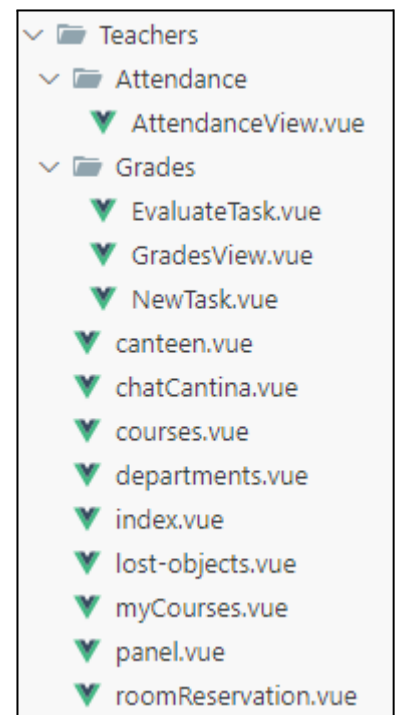 Teachers
Attendance
AttendanceView.vue
Grades
EvaluateTask.vue
GradesView.vue
NewTask.vue
canteen.vue
chatCantina.vue
courses.vue
departments.vue
index.vue
lost-objects.vue
myCourses.vue
panel.vue
roomReservation.vue